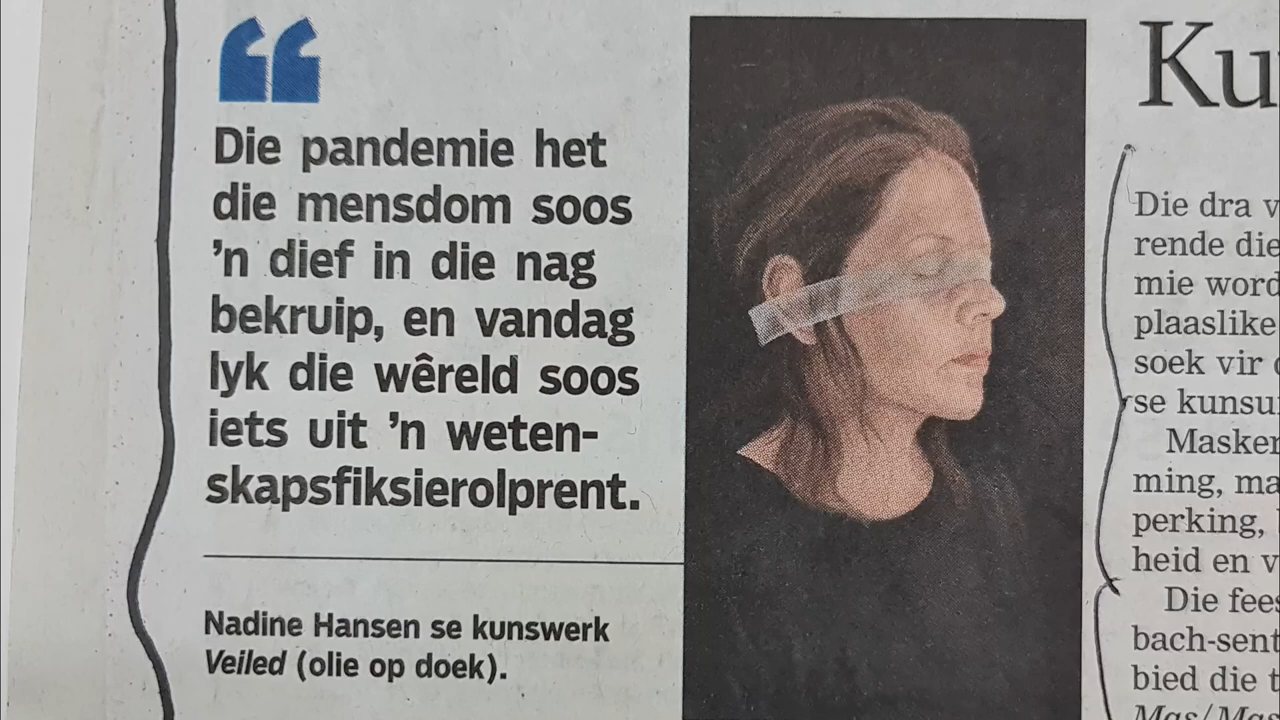 “
Die pandemie het
die mensdom soos
’n dief in die nag
bekruip, en vandag
lyk die wêreld soos
iets uit ’n weten-
skapsfiksierolprent.
Nadine Hansen se kunswerk
Veiled (olie op doek).
Ku
Die dra v
rende die
mie word
plaaslike
soek vir
se kunsu
Masker
ming, ma
perking,
heid en v
Die fees
bach-sent
bied die t
Mas/Mas